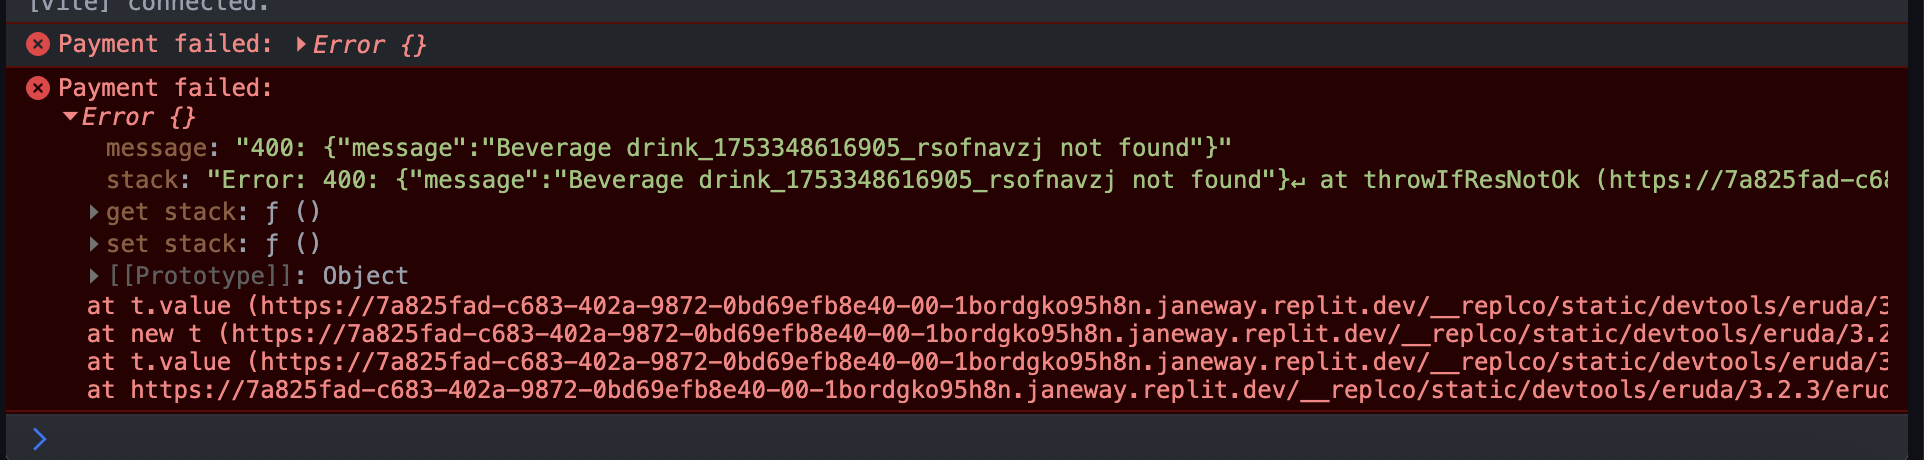 [vite] connected.
Payment failed: ▶Error {}
Payment failed:
▼Error {}
message: "400: {"message":"Beverage drink_1753348616905_rsofnavzj not found"}"
stack: "Error: 400: {"message":"Beverage drink_1753348616905_rsofnavzj not found"}↵ at throwIfResNotOk (https://7a825fad-c68
▶get stack: ƒ ()
▶set stack: ƒ ()
▶[[Prototype]]: Object
at t.value (https://7a825fad-c683-402a-9872-0bd69efb8e40-00-1bordgko95h8n.janeway.replit.dev/__replco/static/devtools/eruda/3
at new t (https://7a825fad-c683-402a-9872-0bd69efb8e40-00-1bordgko95h8n.janeway.replit.dev/__replco/static/devtools/eruda/3.2
at t.value (https://7a825fad-c683-402a-9872-0bd69efb8e40-00-1bordgko95h8n.janeway.replit.dev/__replco/static/devtools/eruda/3
at https://7a825fad-c683-402a-9872-0bd69efb8e40-00-1bordgko95h8n.janeway.replit.dev/__replco/static/devtools/eruda/3.2.3/erud